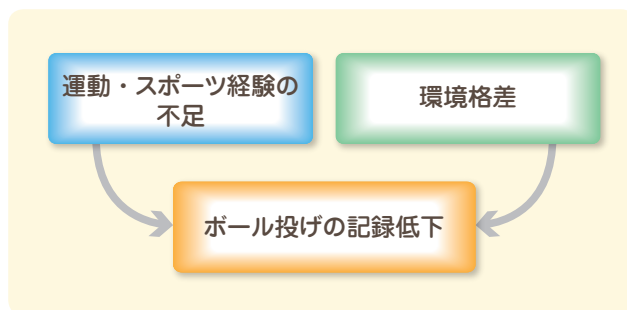 運動・スポーツ経験の
不足
環境格差
ボール投げの記録低下